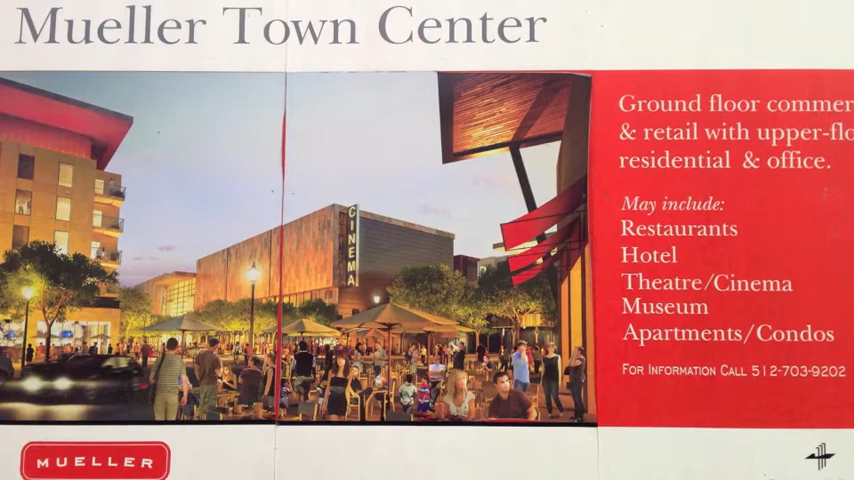 Mueller Town Center
CINEMA
Ground floor commer
& retail with upper-flo
residential & office.
May include:
Restaurants
Hotel
Theatre/Cinema
Museum
Apartments/Condos
FOR INFORMATION CALL 512-703-9202
MUELLER